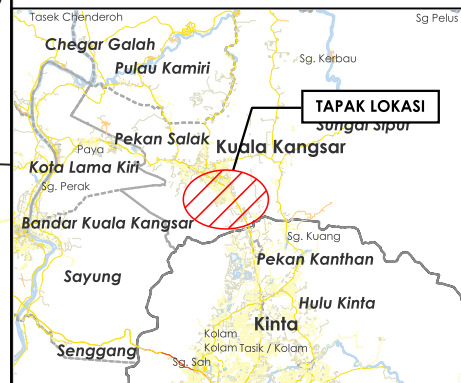 Tasek Chenderoh
Sg Pelus
Chegar Galah
Pulau Kamiri
Sg. Kerbau
TAPAK LOKASI
Sungai Siput
Pekan Salak
Kuala Kangsar
Paya
Kota Lama Kiri
Sg. Perak
Bandar Kuala Kangsar
Sg. Kuang
Pekan Kanthan
Sayung
Hulu Kinta
Kinta
Kolam
Kolam Tasik / Kolam
Senggang
Sg. Sah